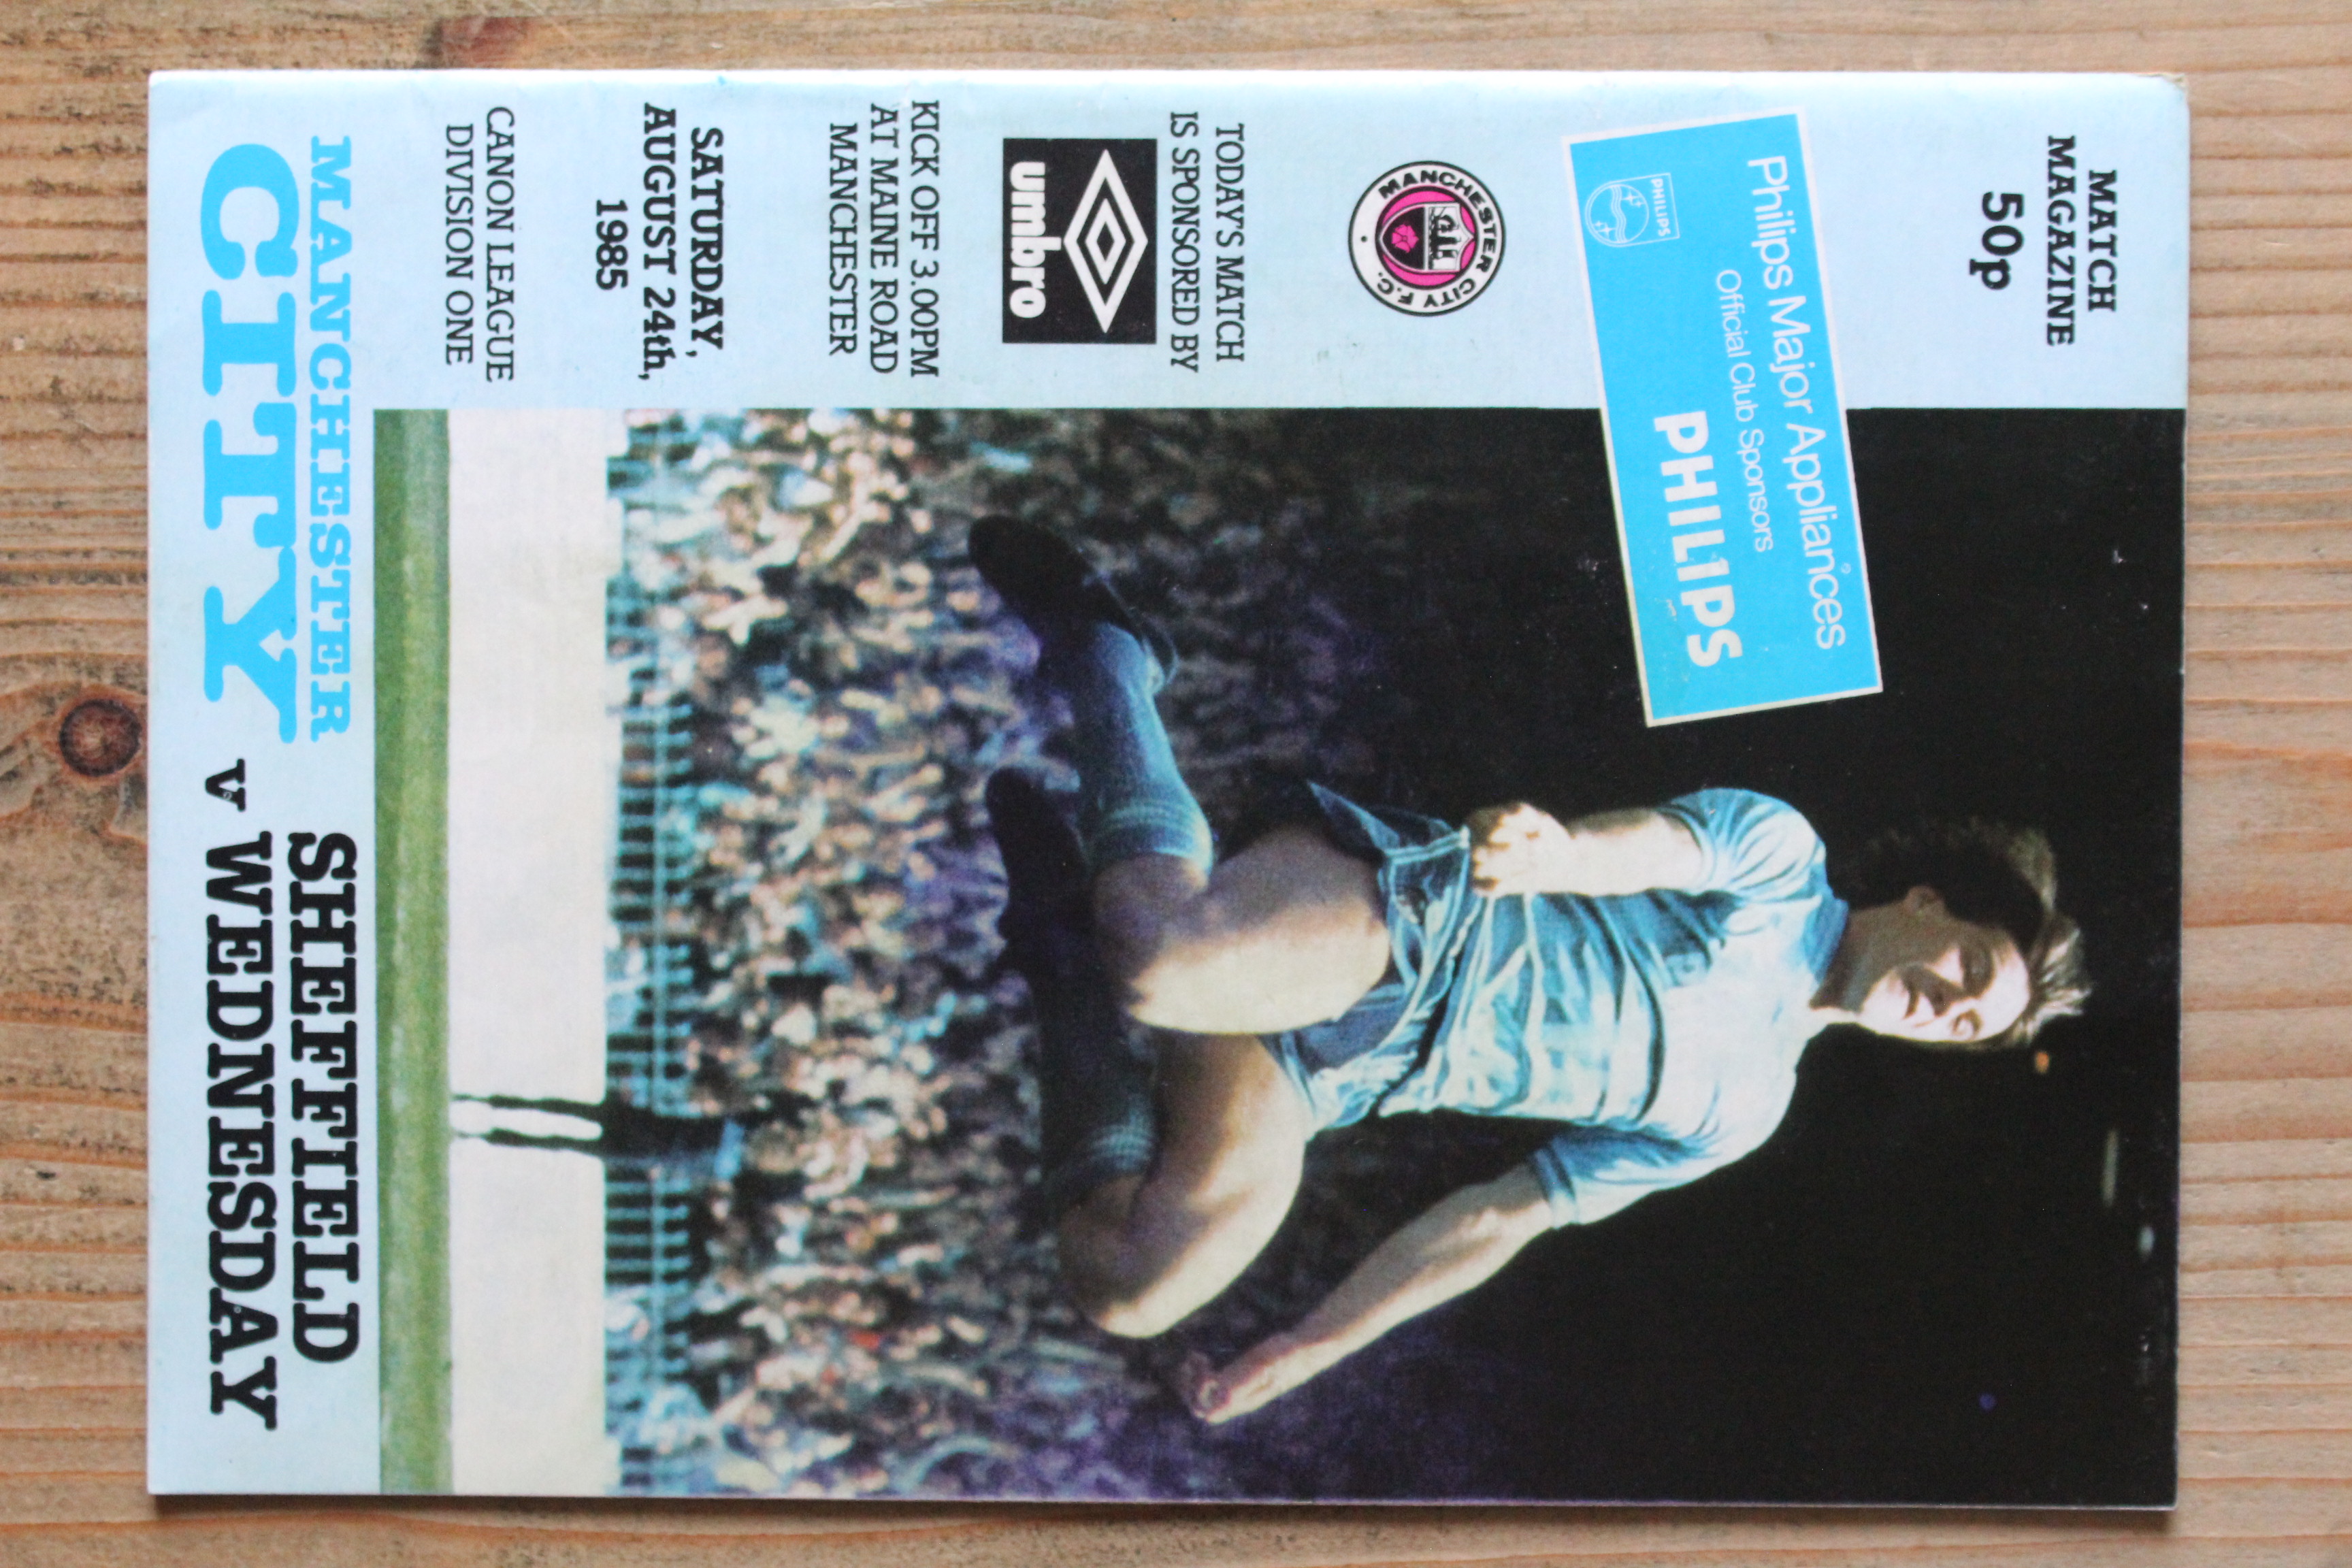 MATCH
MAGAZINE
50p
Philips Major Appliances
Official Club Sponsors
PHILIPS
PHILIPS
MANCHESTER CITY F.C.
TODAY'S MATCH
IS SPONSORED BY
umbro
KICK OFF 3.00PM
AT MAINE ROAD
MANCHESTER
SATURDAY,
AUGUST 24th,
1985
CANON LEAGUE
DIVISION ONE
MANCHESTER
CITY
v
SHEFFIELD
WEDNESDAY